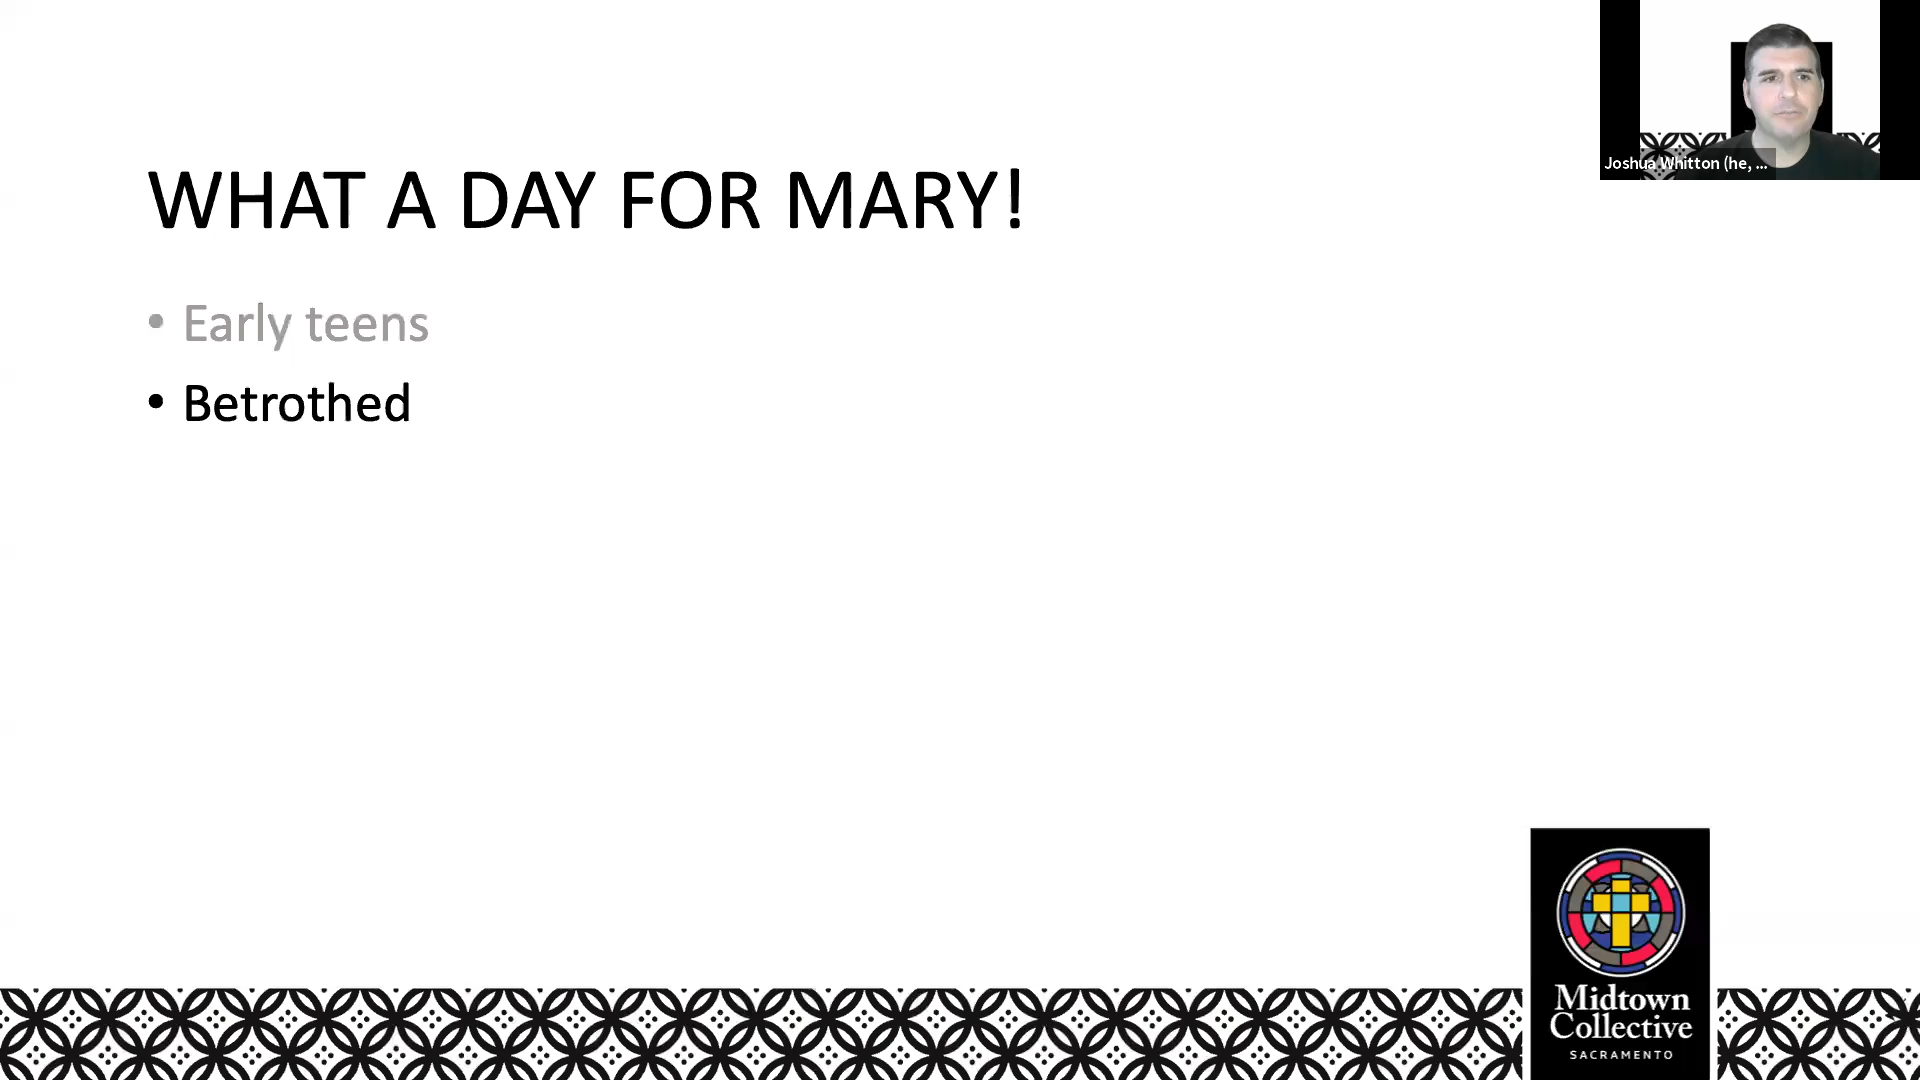 Joshua Whitton (he, ...
WHAT A DAY FOR MARY!
• Early teens
• Betrothed
Midtown
Collective
SACRAMENTO